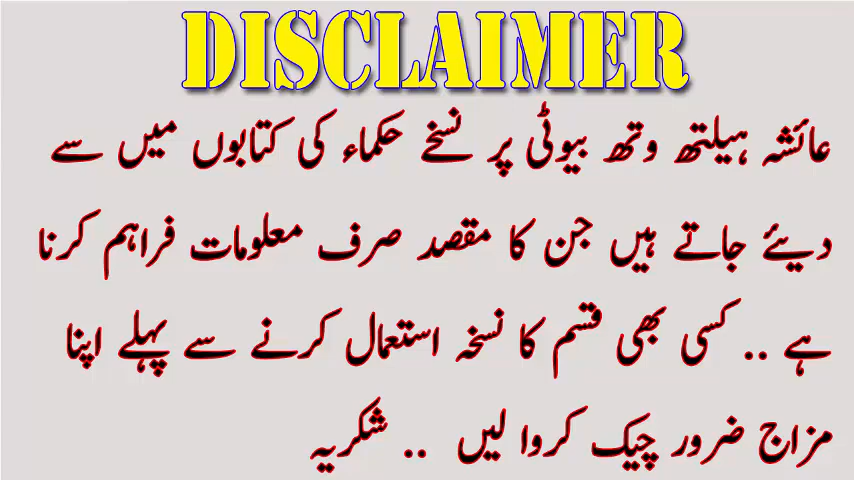 DISCLAIMER
عائشہ ہیلتھ وتھ بیوٹی پر نسخے حکماء کی کتابوں میں سے
دیئے جاتے ہیں جن کا مقصد صرف معلومات فراہم کرنا
ہے .. کسی بھی قسم کا نسخہ استعمال کرنے سے پہلے اپنا
مزاج ضرور چیک کروا لیں .. شکریہ